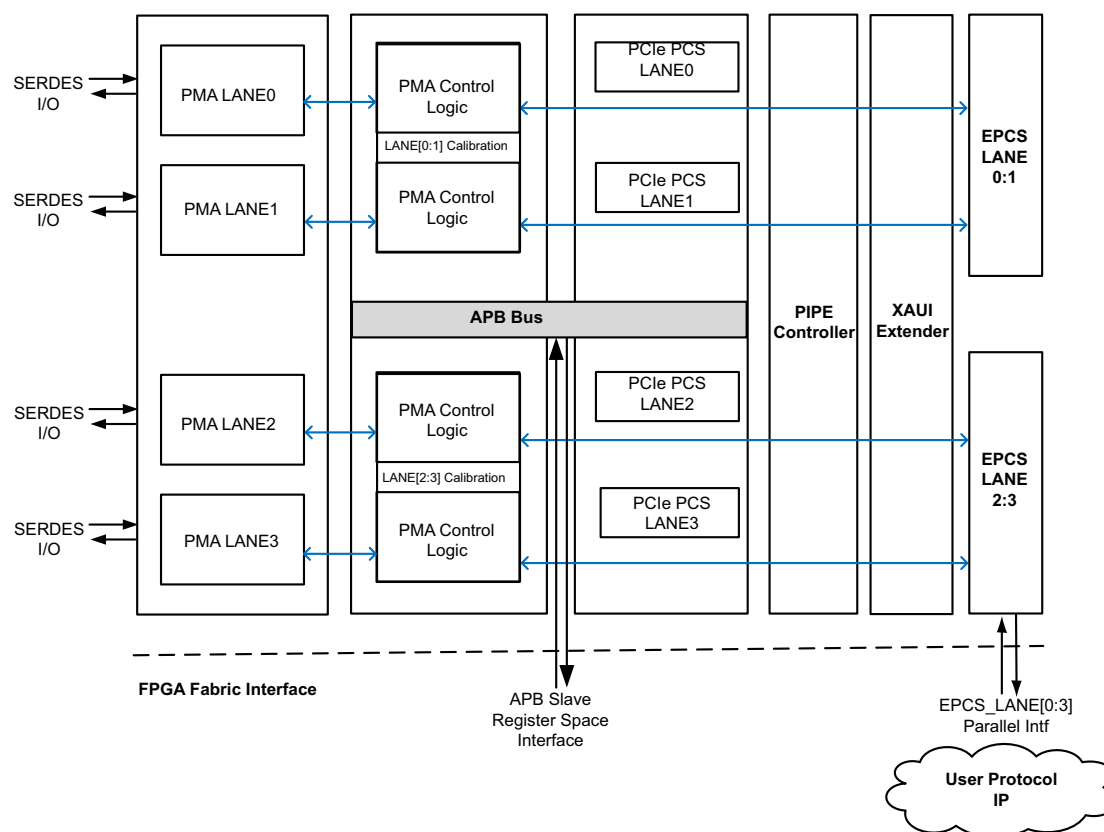 SERDES
I/O
PMA LANE0
PMA Control
Logic
PCIe PCS
LANE0
LANE[0:1] Calibration
EPCS
LANE
0:1
SERDES
I/O
PMA LANE1
PMA Control
Logic
PCIe PCS
LANE1
APB Bus
PIPE
Controller
XAUI
Extender
SERDES
I/O
PMA LANE2
PMA Control
Logic
PCIe PCS
LANE2
LANE[2:3] Calibration
EPCS
LANE
2:3
SERDES
I/O
PMA LANE3
PMA Control
Logic
PCIe PCS
LANE3
FPGA Fabric Interface
APB Slave
Register Space
Interface
EPCS_LANE[0:3]
Parallel Intf
User Protocol
IP